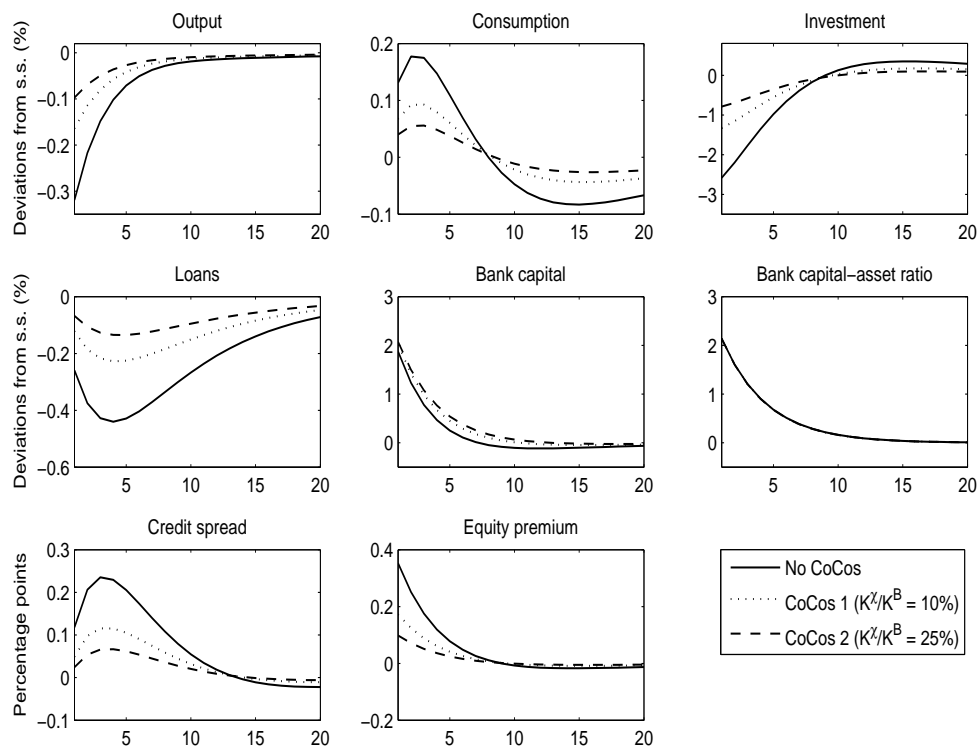 Output
Consumption
Investment
Deviations from s.s. (%)
0
−0.1
−0.2
−0.3
5 10 15 20
0.2
0.1
0
−0.1
5 10 15 20
0
−1
−2
−3
5 10 15 20
Loans
Bank capital
Bank capital−asset ratio
Deviations from s.s. (%)
0
−0.2
−0.4
−0.6
5 10 15 20
3
2
1
0
5 10 15 20
3
2
1
0
5 10 15 20
Credit spread
Equity premium
Percentage points
0.3
0.2
0.1
0
−0.1
5 10 15 20
0.4
0.2
0
−0.2
5 10 15 20
No CoCos
CoCos 1 (K^χ/K^B = 10%)
CoCos 2 (K^χ/K^B = 25%)